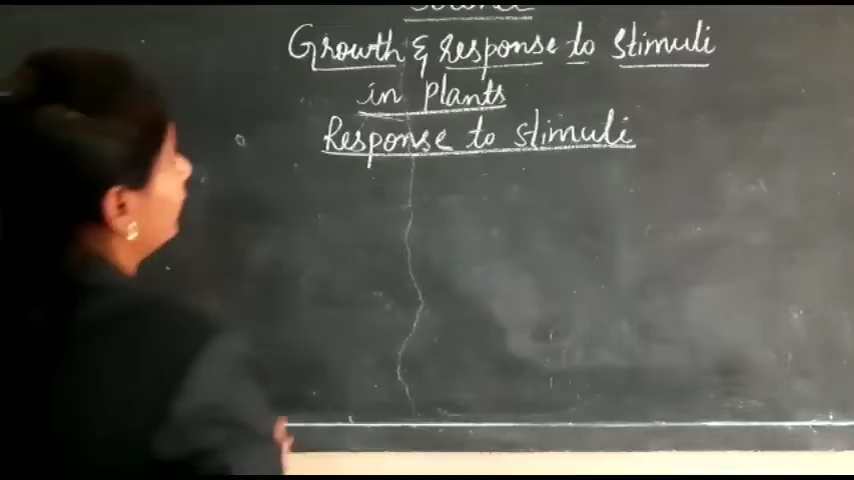 Growth & Response to Stimuli
in Plants
Response to stimuli